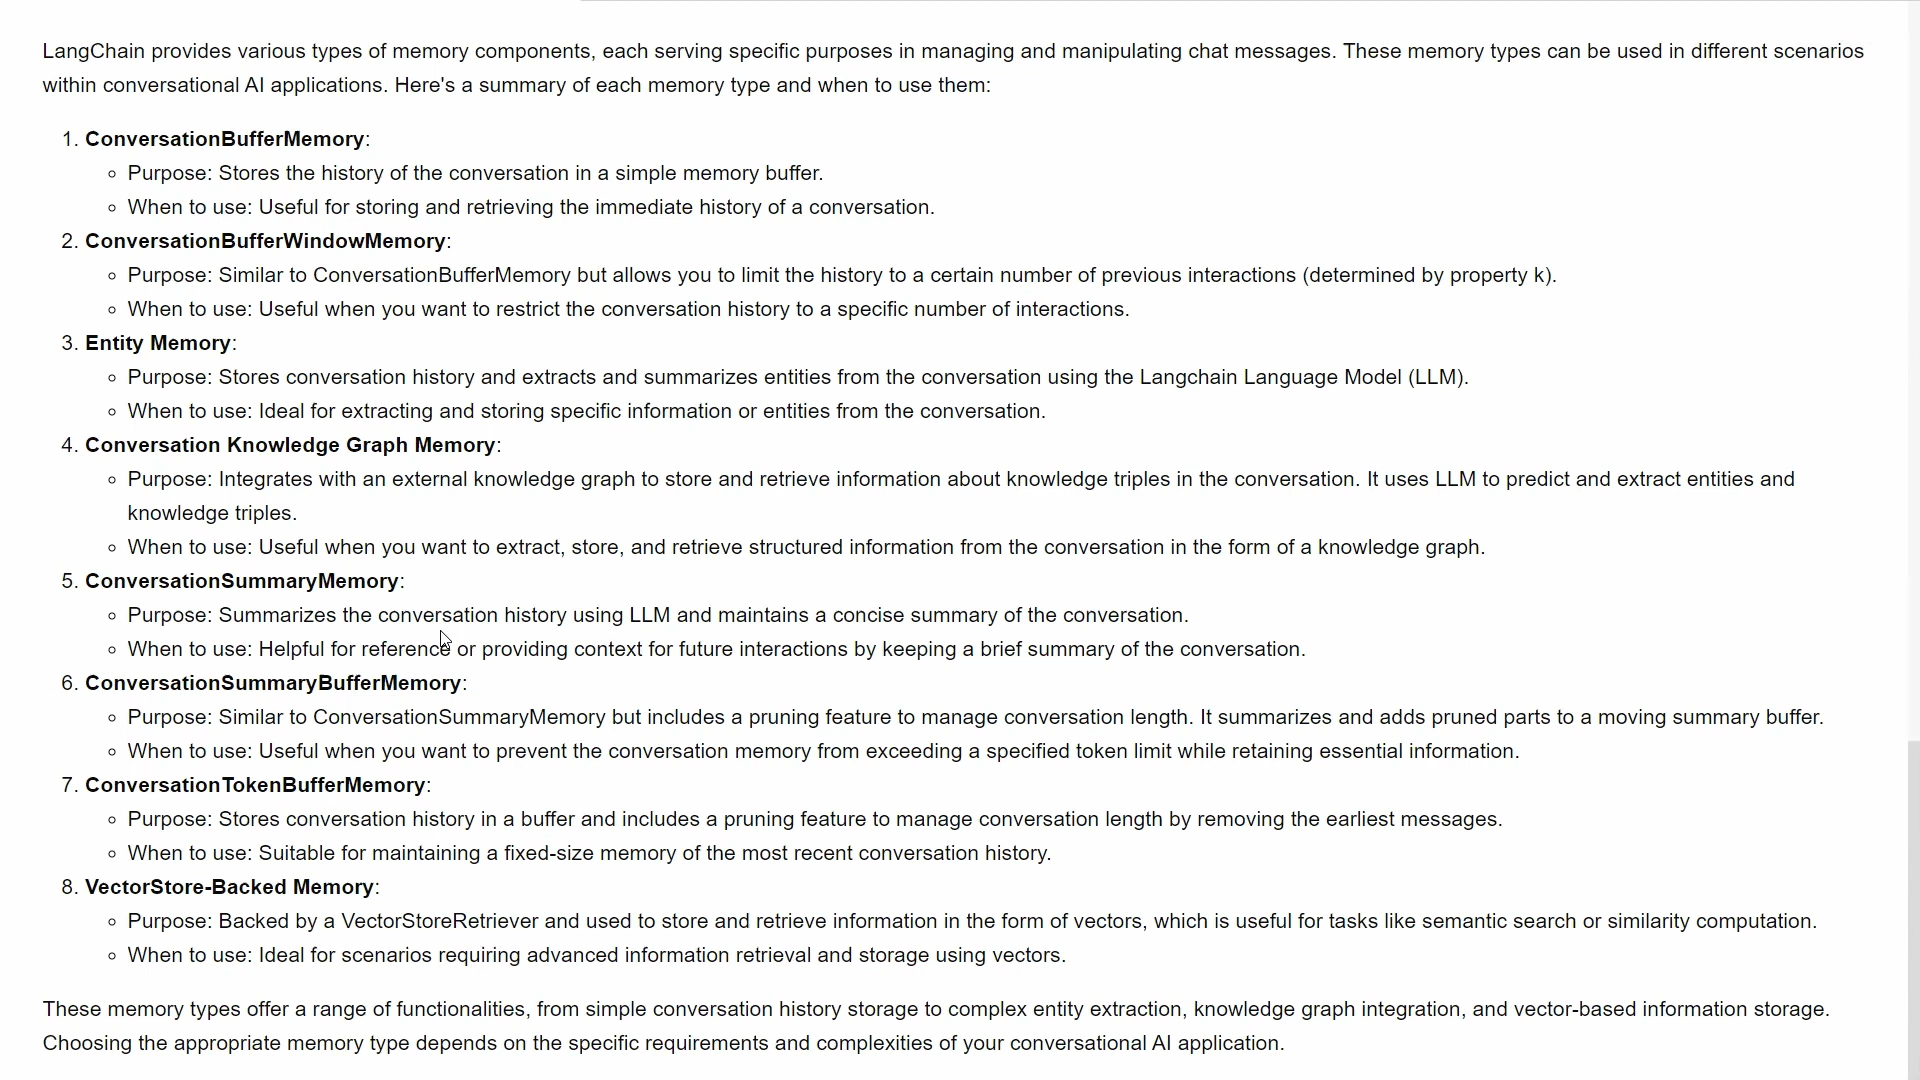 LangChain provides various types of memory components, each serving specific purposes in managing and manipulating chat messages. These memory types can be used in different scenarios
within conversational AI applications. Here's a summary of each memory type and when to use them:
1. ConversationBufferMemory:
◦ Purpose: Stores the history of the conversation in a simple memory buffer.
◦ When to use: Useful for storing and retrieving the immediate history of a conversation.
2. ConversationBufferWindowMemory:
◦ Purpose: Similar to ConversationBufferMemory but allows you to limit the history to a certain number of previous interactions (determined by property k).
◦ When to use: Useful when you want to restrict the conversation history to a specific number of interactions.
3. Entity Memory:
◦ Purpose: Stores conversation history and extracts and summarizes entities from the conversation using the Langchain Language Model (LLM).
◦ When to use: Ideal for extracting and storing specific information or entities from the conversation.
4. Conversation Knowledge Graph Memory:
◦ Purpose: Integrates with an external knowledge graph to store and retrieve information about knowledge triples in the conversation. It uses LLM to predict and extract entities and
knowledge triples.
◦ When to use: Useful when you want to extract, store, and retrieve structured information from the conversation in the form of a knowledge graph.
5. ConversationSummaryMemory:
◦ Purpose: Summarizes the conversation history using LLM and maintains a concise summary of the conversation.
◦ When to use: Helpful for reference or providing context for future interactions by keeping a brief summary of the conversation.
6. ConversationSummaryBufferMemory:
◦ Purpose: Similar to ConversationSummaryMemory but includes a pruning feature to manage conversation length. It summarizes and adds pruned parts to a moving summary buffer.
◦ When to use: Useful when you want to prevent the conversation memory from exceeding a specified token limit while retaining essential information.
7. ConversationTokenBufferMemory:
◦ Purpose: Stores conversation history in a buffer and includes a pruning feature to manage conversation length by removing the earliest messages.
◦ When to use: Suitable for maintaining a fixed-size memory of the most recent conversation history.
8. VectorStore-Backed Memory:
◦ Purpose: Backed by a VectorStoreRetriever and used to store and retrieve information in the form of vectors, which is useful for tasks like semantic search or similarity computation.
◦ When to use: Ideal for scenarios requiring advanced information retrieval and storage using vectors.
These memory types offer a range of functionalities, from simple conversation history storage to complex entity extraction, knowledge graph integration, and vector-based information storage.
Choosing the appropriate memory type depends on the specific requirements and complexities of your conversational AI application.